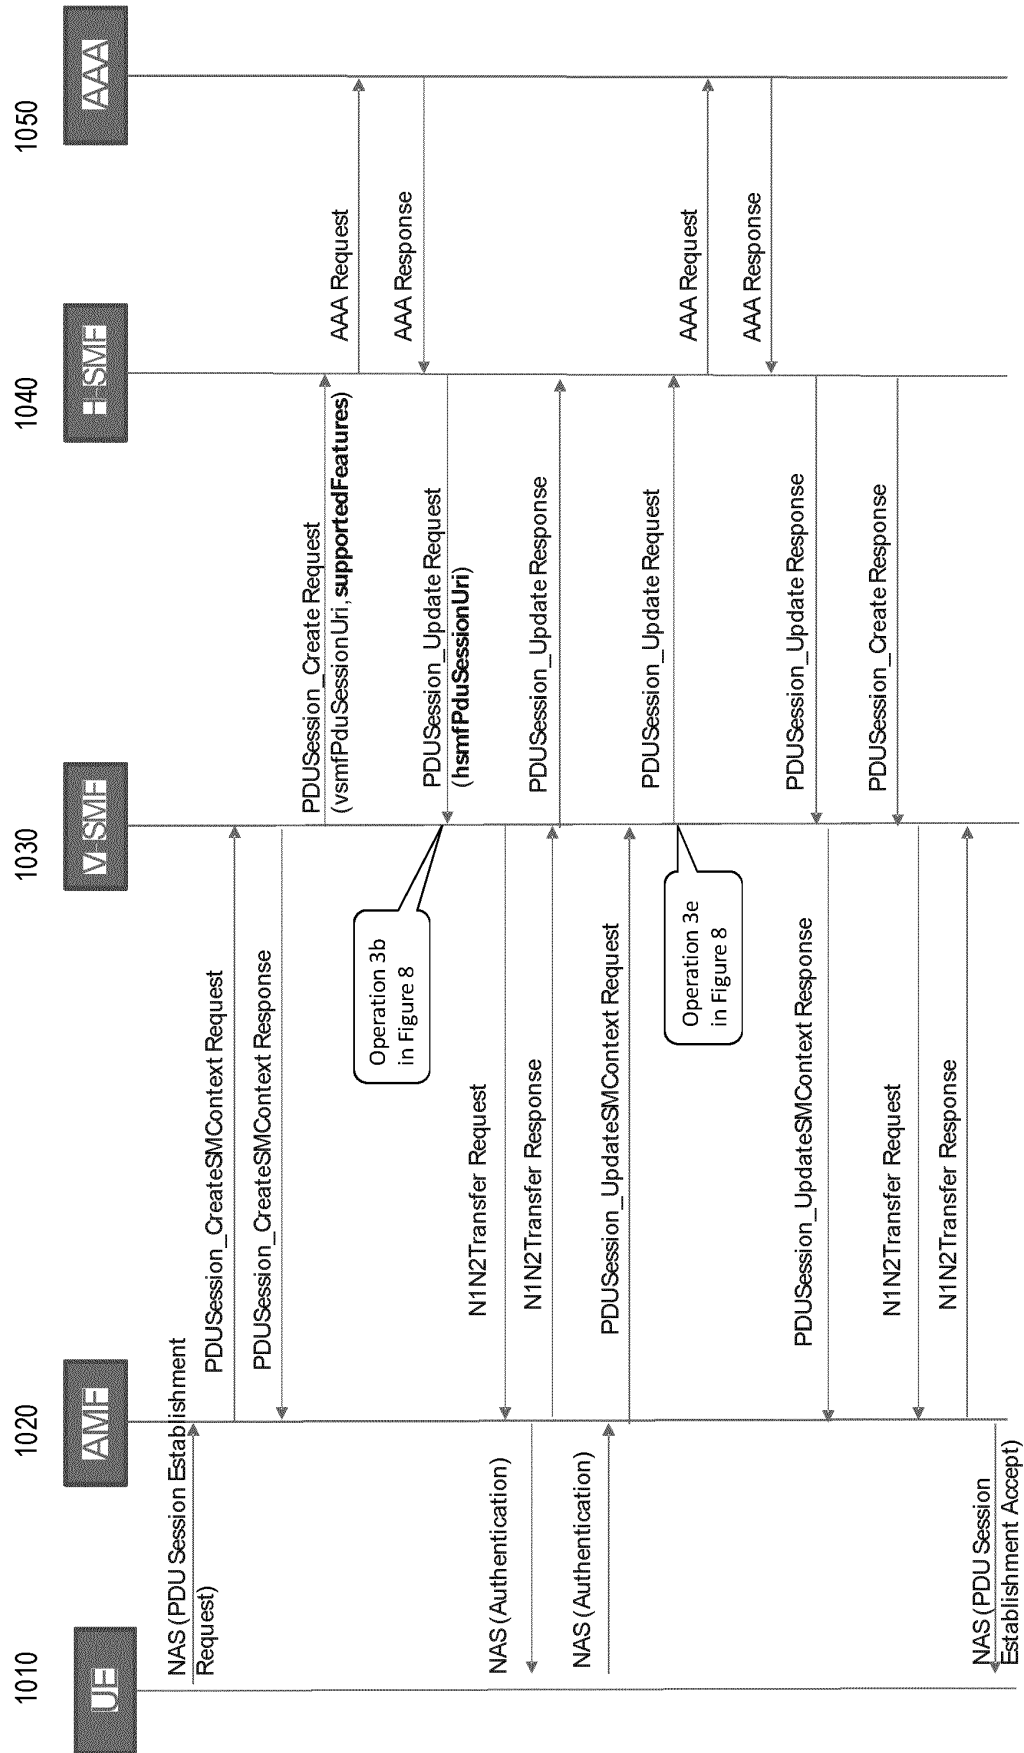 1010
1020
1030
1040
1050
UE
AMF
V-SMF
H-SMF
AAA
NAS (PDU Session Establishment
Request)
PDUSession_CreateSMContext Request
PDUSession_CreateSMContext Response
PDUSession_Create Request
(vsmfPduSessionUri, supportedFeatures)
AAA Request
AAA Response
PDUSession_Update Request
(hsmfPduSessionUri)
Operation 3b
in Figure 8
N1N2Transfer Request
NAS (Authentication)
N1N2Transfer Response
PDUSession_Update Response
NAS (Authentication)
PDUSession_UpdateSMContext Request
PDUSession_Update Request
Operation 3e
in Figure 8
AAA Request
AAA Response
PDUSession_Update Response
PDUSession_UpdateSMContext Response
PDUSession_Create Response
N1N2Transfer Request
N1N2Transfer Response
NAS (PDU Session
Establishment Accept)